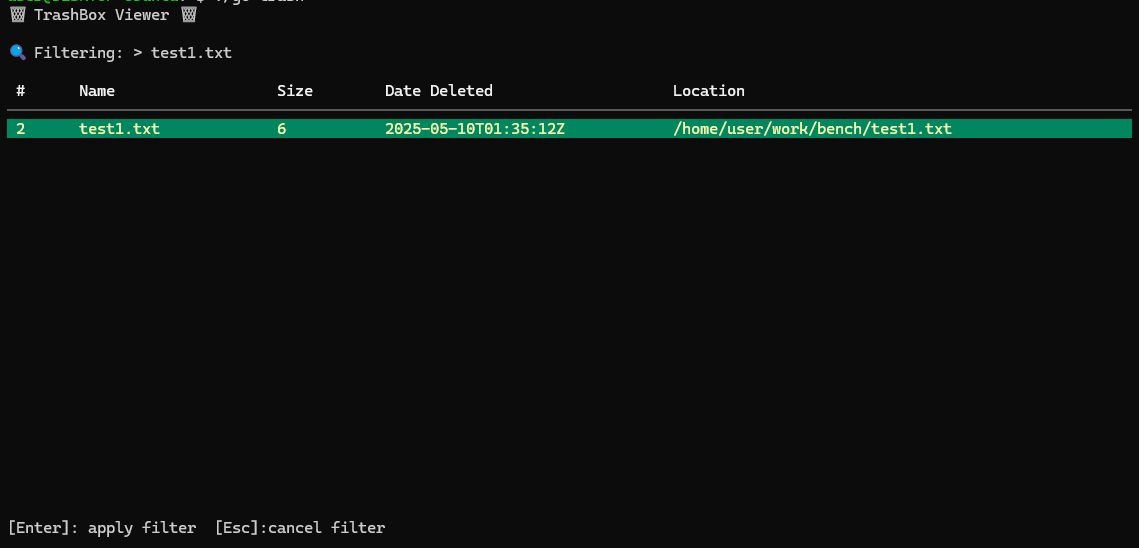 🗑 TrashBox Viewer 🗑
🔍 Filtering: > test1.txt
# Name Size Date Deleted Location
2 test1.txt 6 2025-05-10T01:35:12Z /home/user/work/bench/test1.txt
[Enter]: apply filter [Esc]:cancel filter